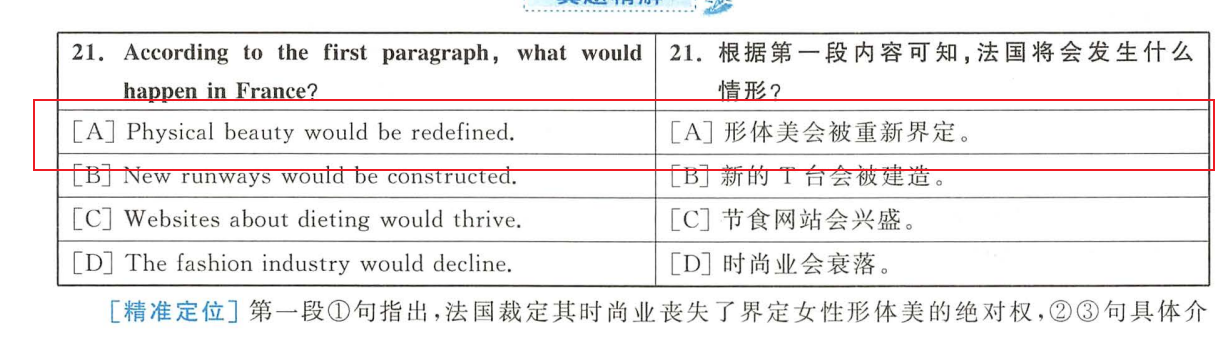 21. According to the first paragraph, what would
happen in France?
21. 根据第一段内容可知,法国将会发生什么
情形?
[A] Physical beauty would be redefined.
[A] 形体美会被重新界定。
[B] New runways would be constructed.
[B] 新的 T 台会被建造。
[C] Websites about dieting would thrive.
[C] 节食网站会兴盛。
[D] The fashion industry would decline.
[D] 时尚业会衰落。
[精准定位] 第一段①句指出,法国裁定其时尚业丧失了界定女性形体美的绝对权,②③句具体介